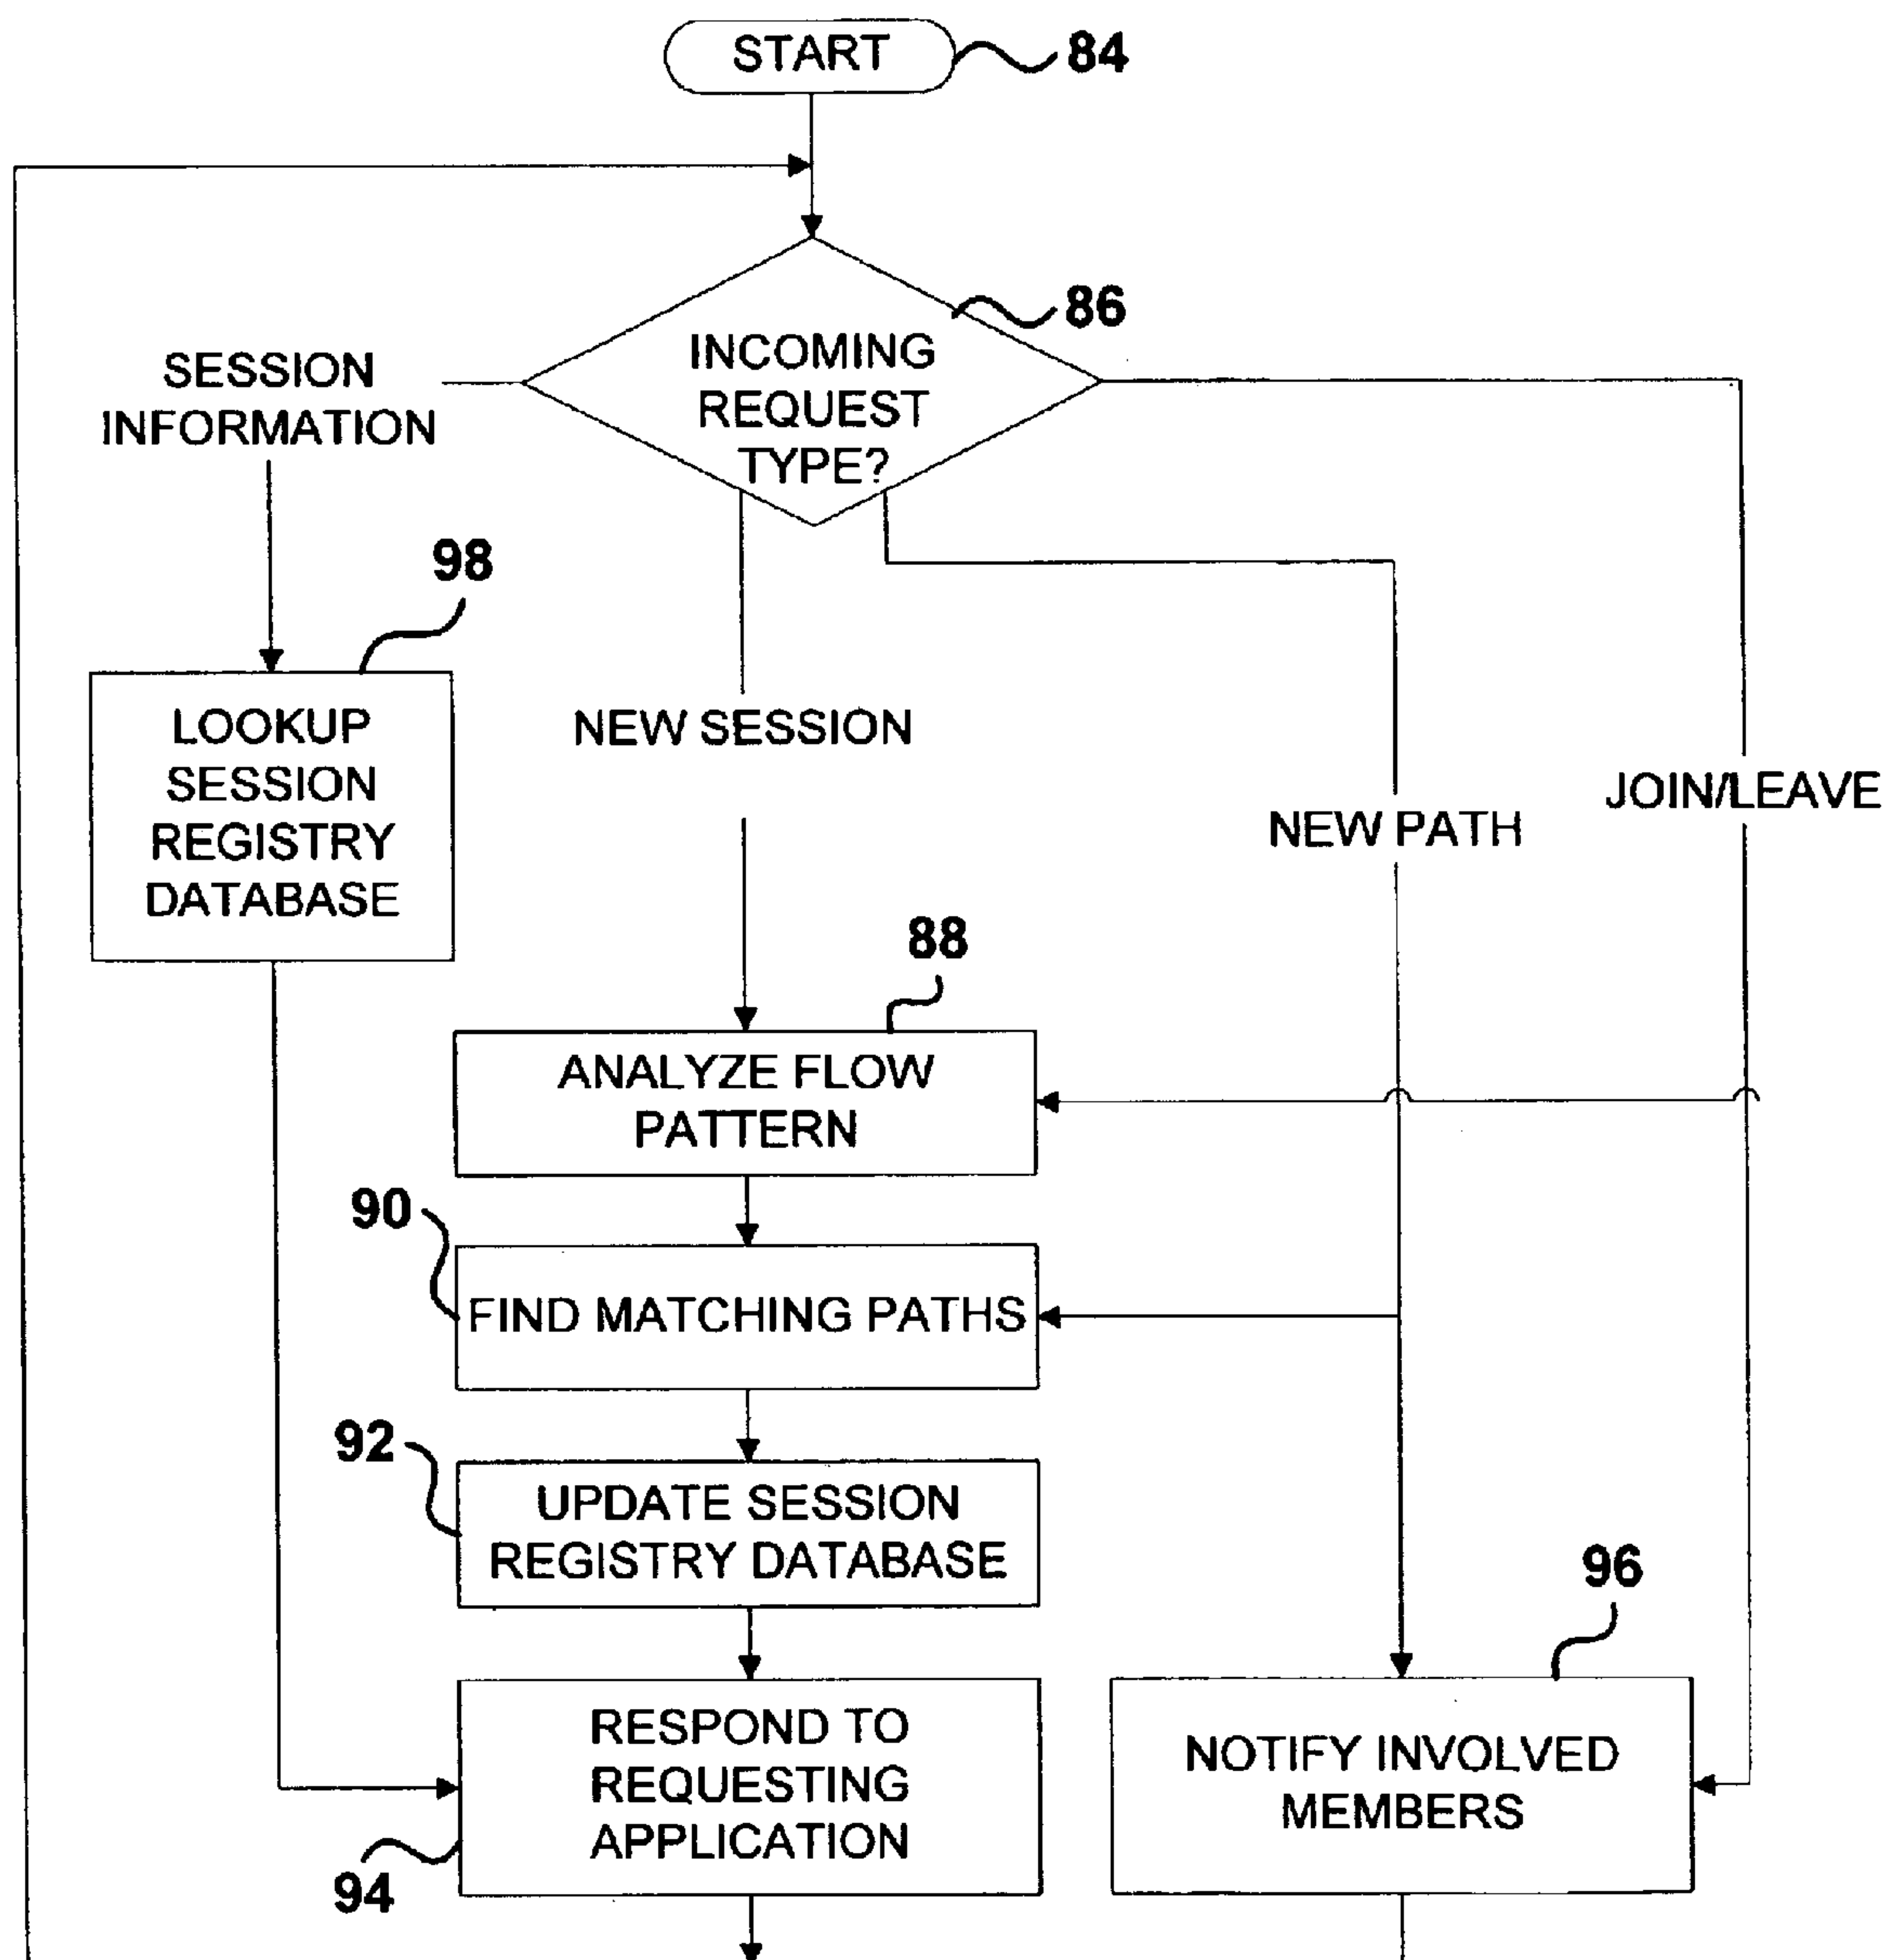 START
84
86
INCOMING
REQUEST
TYPE?
SESSION
INFORMATION
98
LOOKUP
SESSION
REGISTRY
DATABASE
NEW SESSION
NEW PATH
JOIN/LEAVE
88
ANALYZE FLOW
PATTERN
90
FIND MATCHING PATHS
92
UPDATE SESSION
REGISTRY DATABASE
96
RESPOND TO
REQUESTING
APPLICATION
94
NOTIFY INVOLVED
MEMBERS